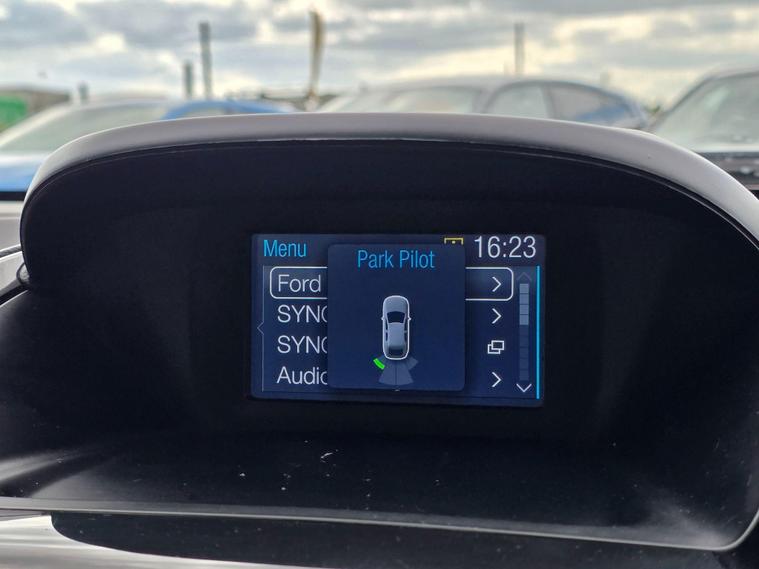 Menu 16:23
Park Pilot
Ford
SYNC
SYNC
Audio